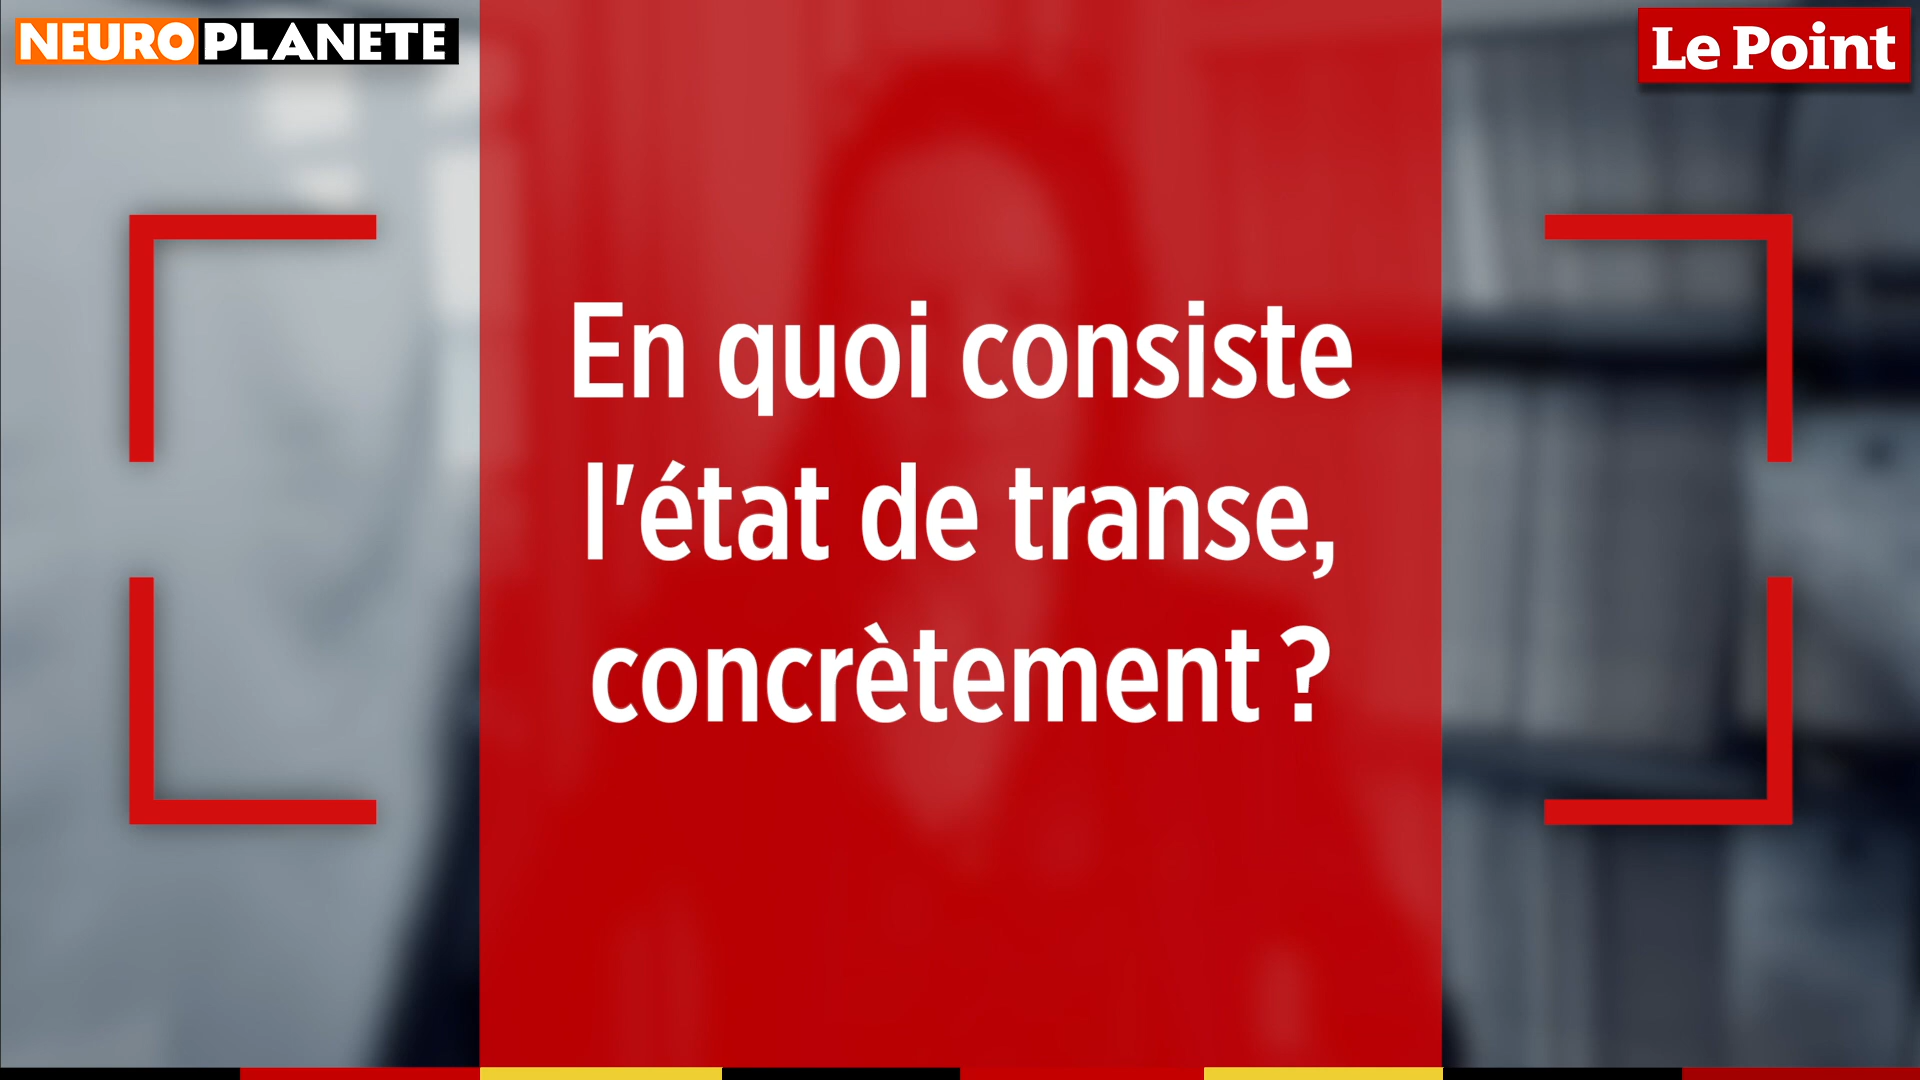 NEUROPLANETE
Le Point
En quoi consiste
l'état de transe,
concrètement ?